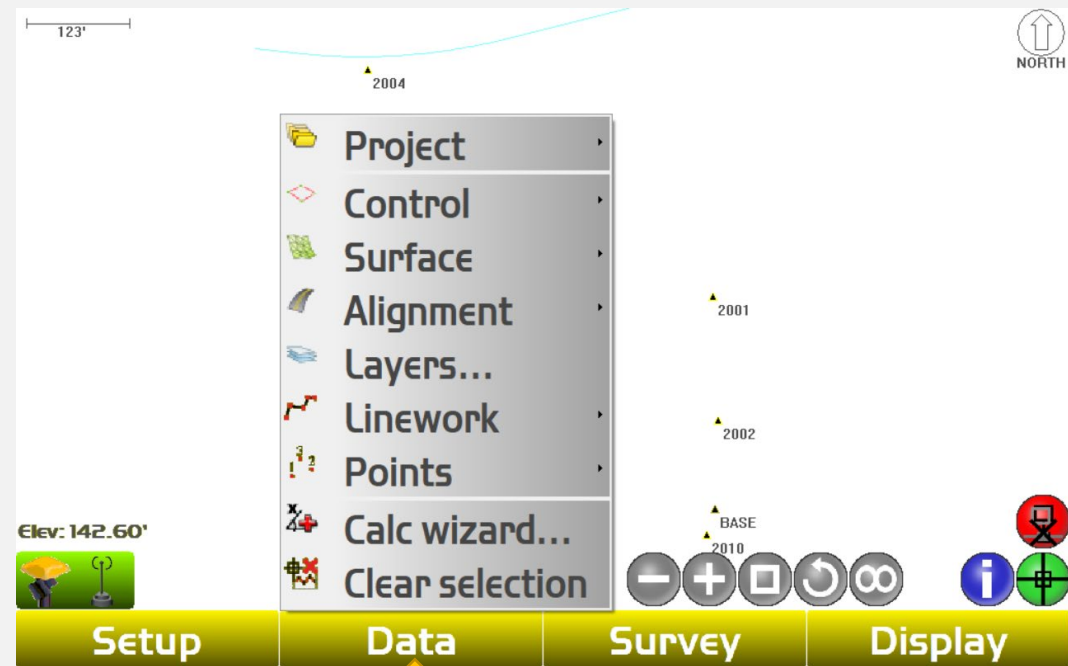 123'
NORTH
2004
Project
Control
Surface
Alignment
Layers...
Linework
Points
Calc wizard...
Clear selection
2001
2002
BASE
2010
Elev: 142.60'
Setup
Data
Survey
Display